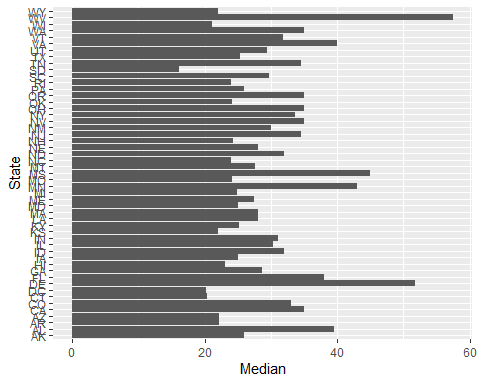 State
WY
WV
WI
WA
VT
VA
UT
TX
TN
SD
SC
RI
PA
OR
OK
OH
NY
NV
NM
NJ
NH
NE
ND
NC
MT
MS
MO
MN
MI
ME
MD
MA
LA
KY
KS
IN
IL
ID
IA
HI
GA
FL
DE
DC
CT
CO
CA
AZ
AR
AL
AK
0 20 40 60
Median